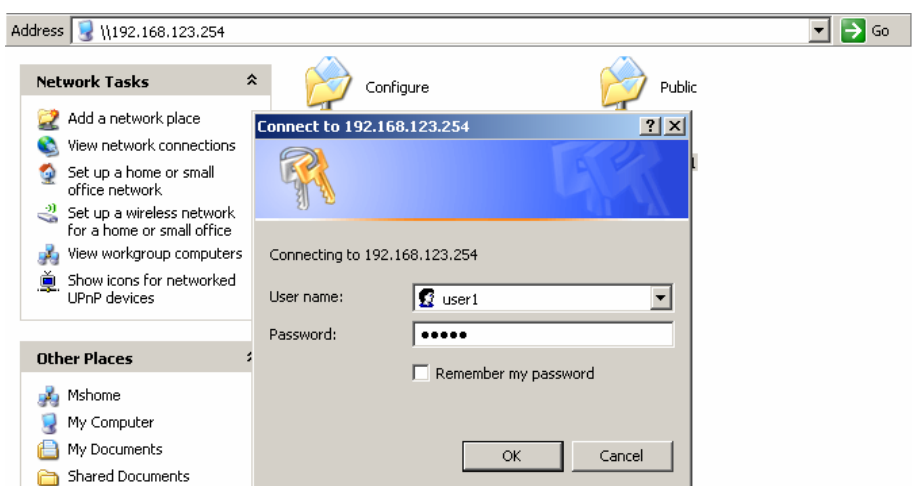 Address \\192.168.123.254 Go
Network Tasks
Add a network place
View network connections
Set up a home or small
office network
Set up a wireless network
for a home or small office
View workgroup computers
Show icons for networked
UPnP devices
Other Places
Mshome
My Computer
My Documents
Shared Documents
Configure
Public
1
Connect to 192.168.123.254
Connecting to 192.168.123.254
User name: user1
Password: •••••
Remember my password
OK Cancel